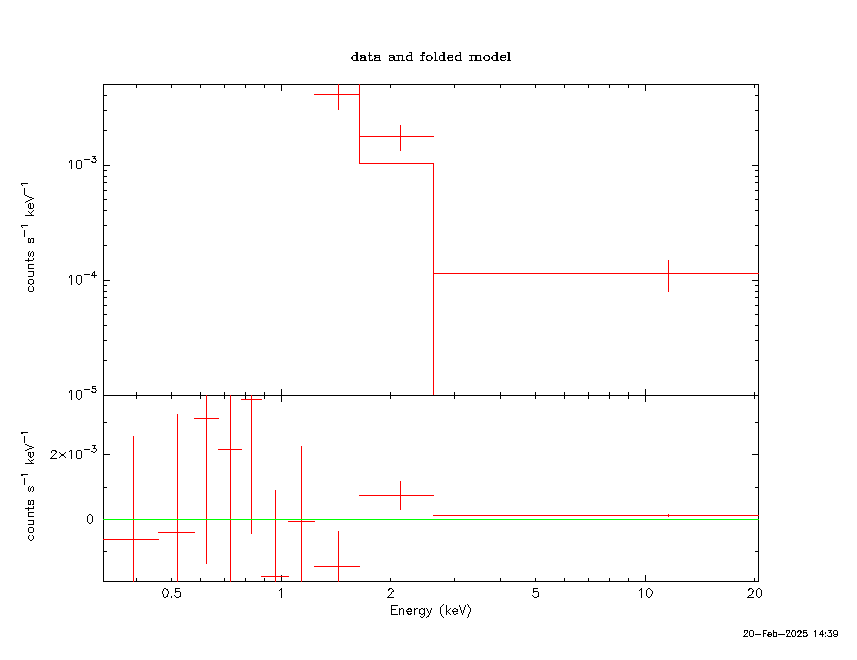 data and folded model
counts s⁻¹ keV⁻¹
10⁻³
10⁻⁴
10⁻⁵
counts s⁻¹ keV⁻¹
2×10⁻³
0
0.5 1 2 5 10 20
Energy (keV)
20-Feb-2025 14:39